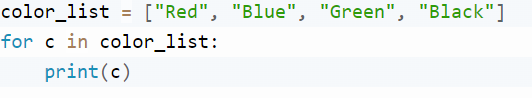 color_list = ["Red", "Blue", "Green", "Black"]
for c in color_list:
    print(c)